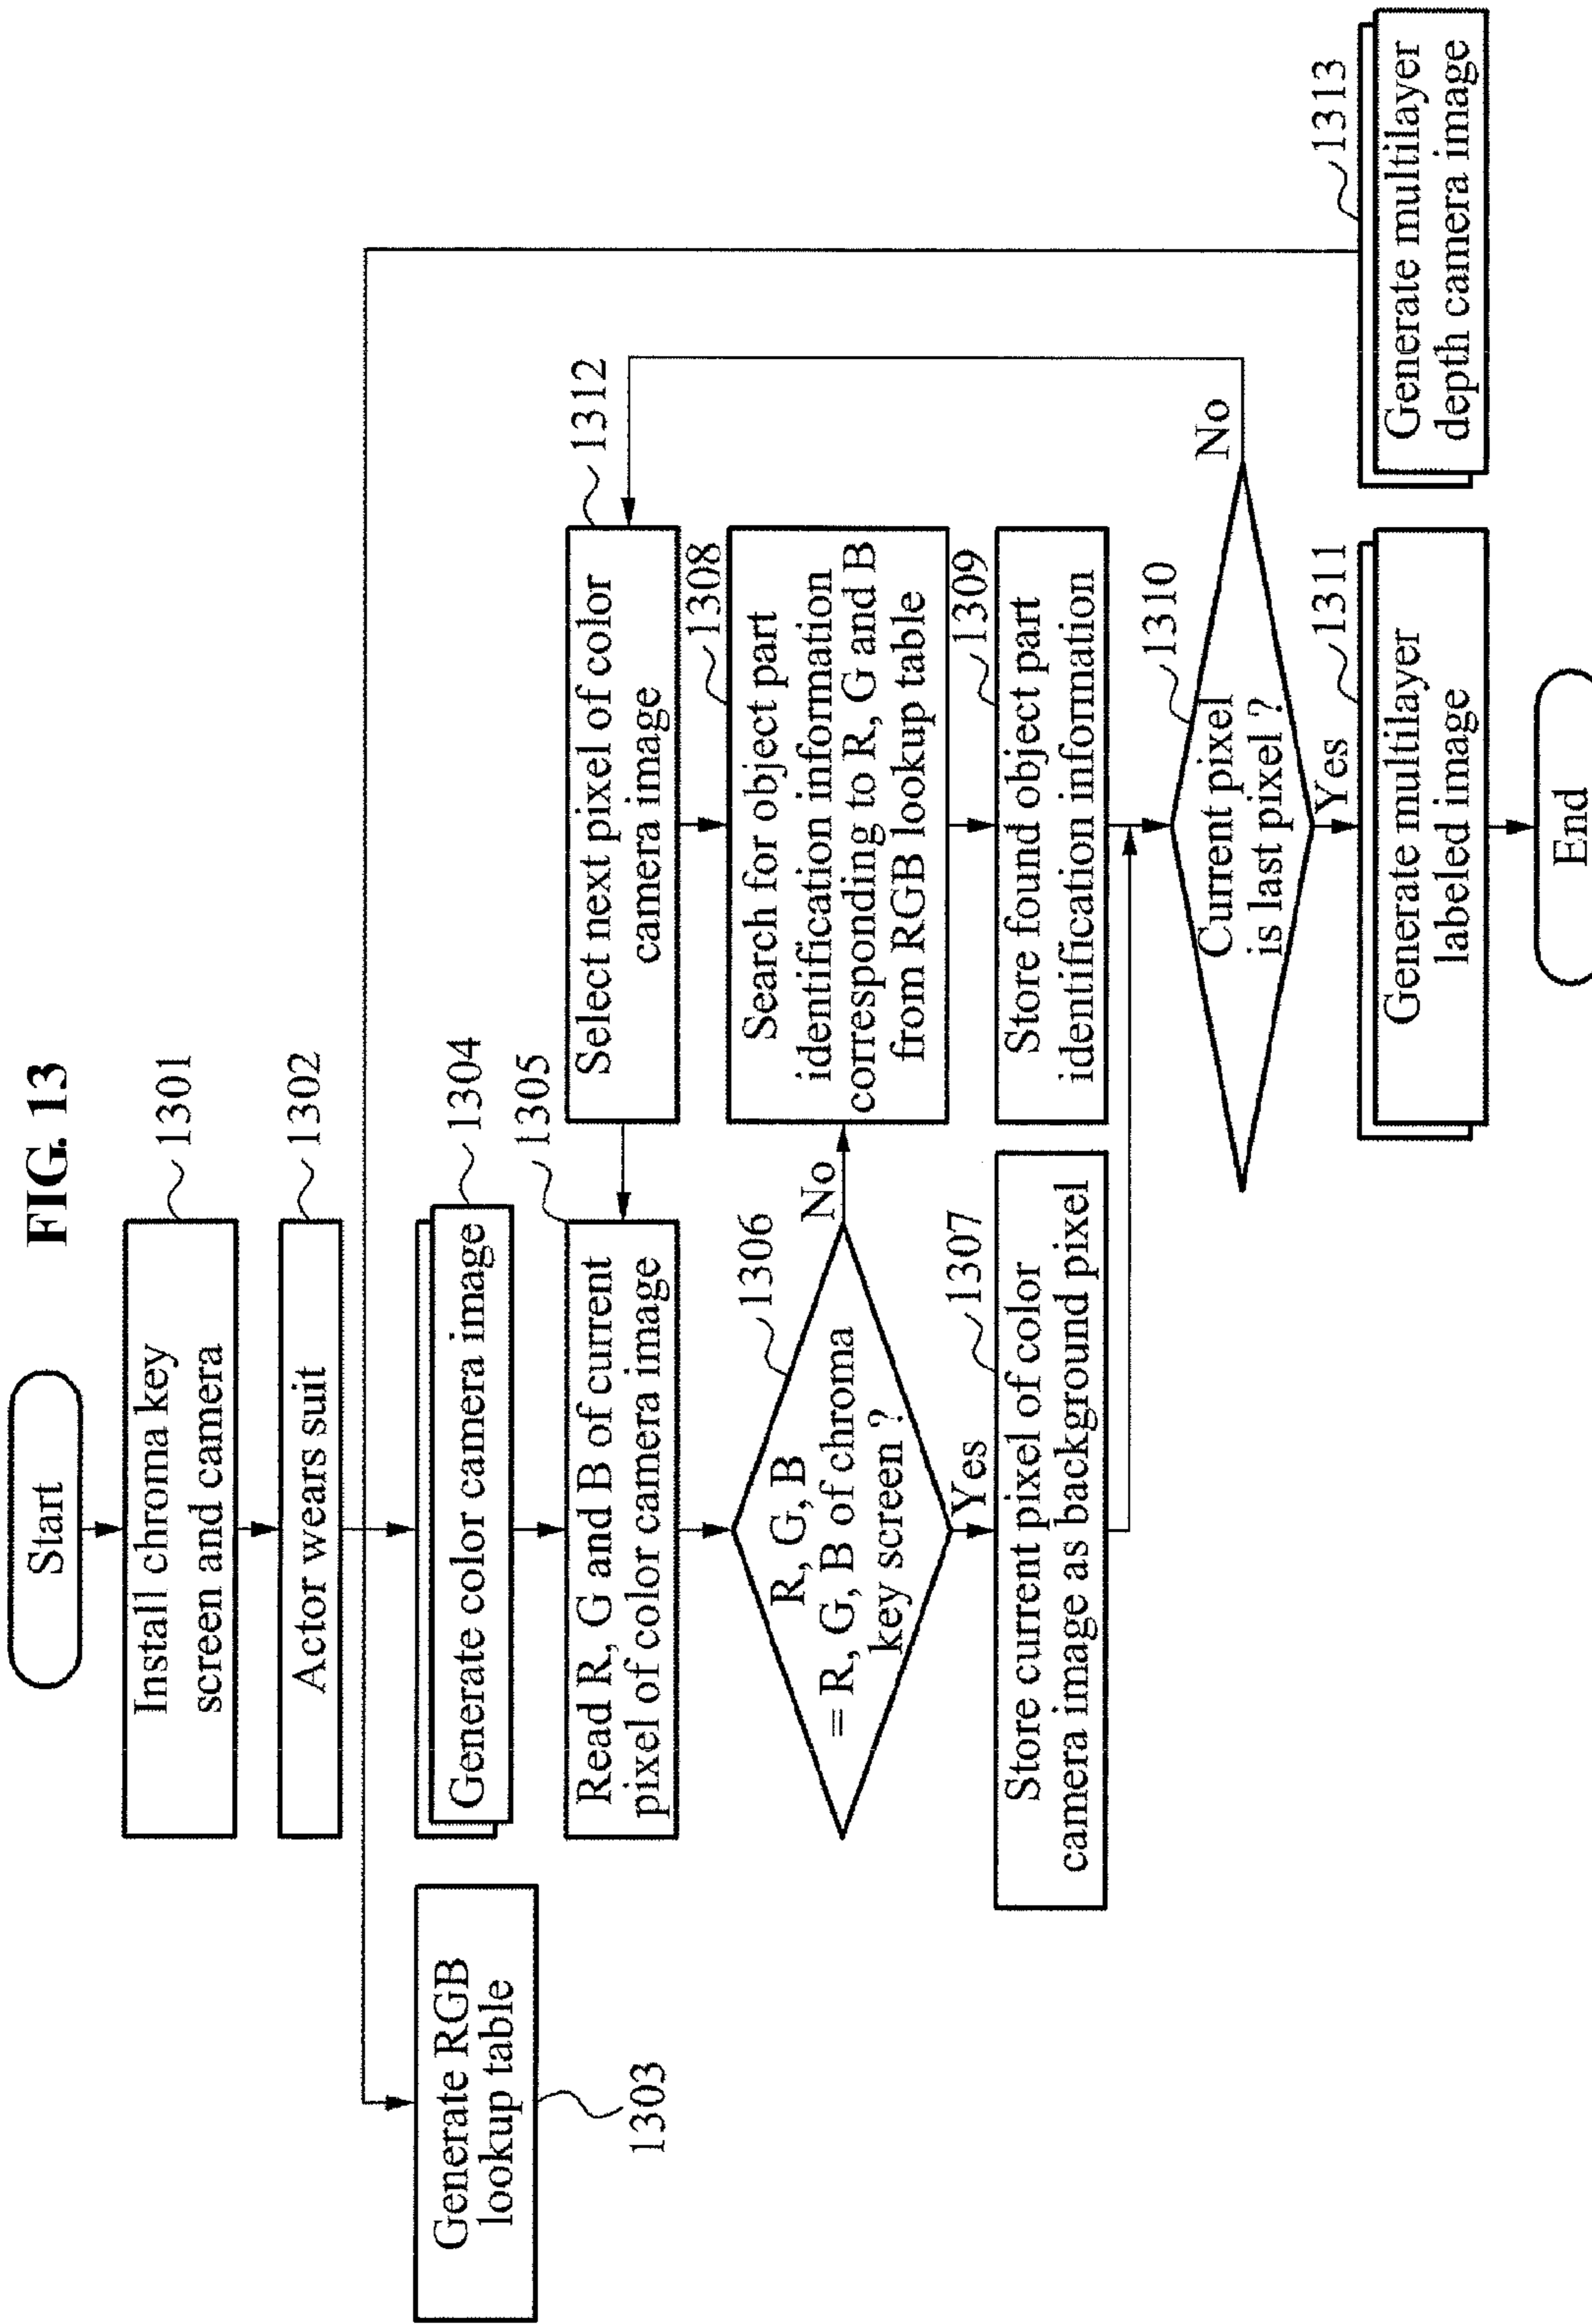 FIG. 13
Start
Install chroma key
screen and camera
1301
Actor wears suit
1302
Generate RGB
lookup table
1303
Generate color camera image
1304
Read R, G and B of current
pixel of color camera image
1305
R, G, B
= R, G, B of chroma
key screen ?
1306
No
Yes
Store current pixel of color
camera image as background pixel
1307
Select next pixel of color
camera image
1312
Search for object part
identification information
corresponding to R, G and B
from RGB lookup table
1308
Store found object part
identification information
1309
Current pixel
is last pixel ?
1310
No
Yes
Generate multilayer
labeled image
1311
Generate multilayer
depth camera image
1313
End